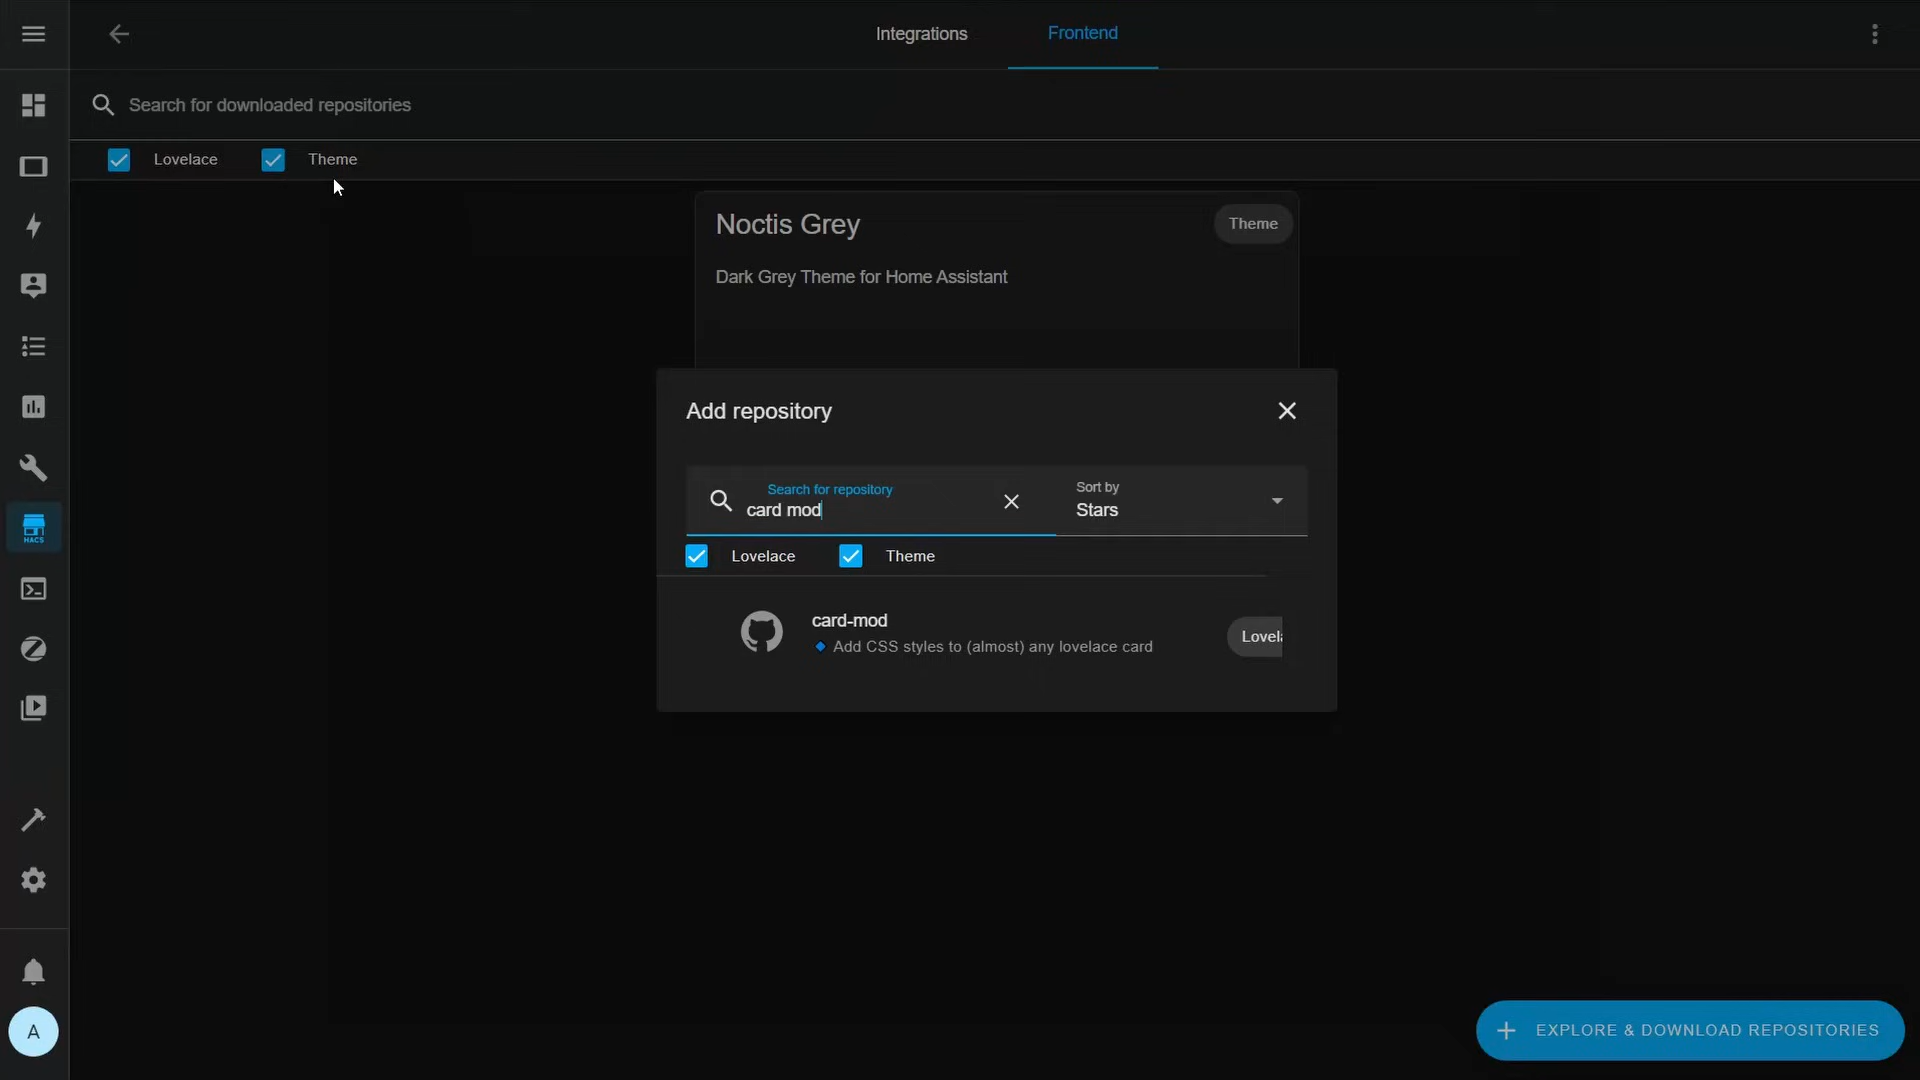 Integrations
Frontend
Search for downloaded repositories
Lovelace
Theme
Noctis Grey
Theme
Dark Grey Theme for Home Assistant
Add repository
Search for repository
card mod
Sort by
Stars
Lovelace
Theme
card-mod
Add CSS styles to (almost) any lovelace card
Lovela
HACS
A
EXPLORE & DOWNLOAD REPOSITORIES